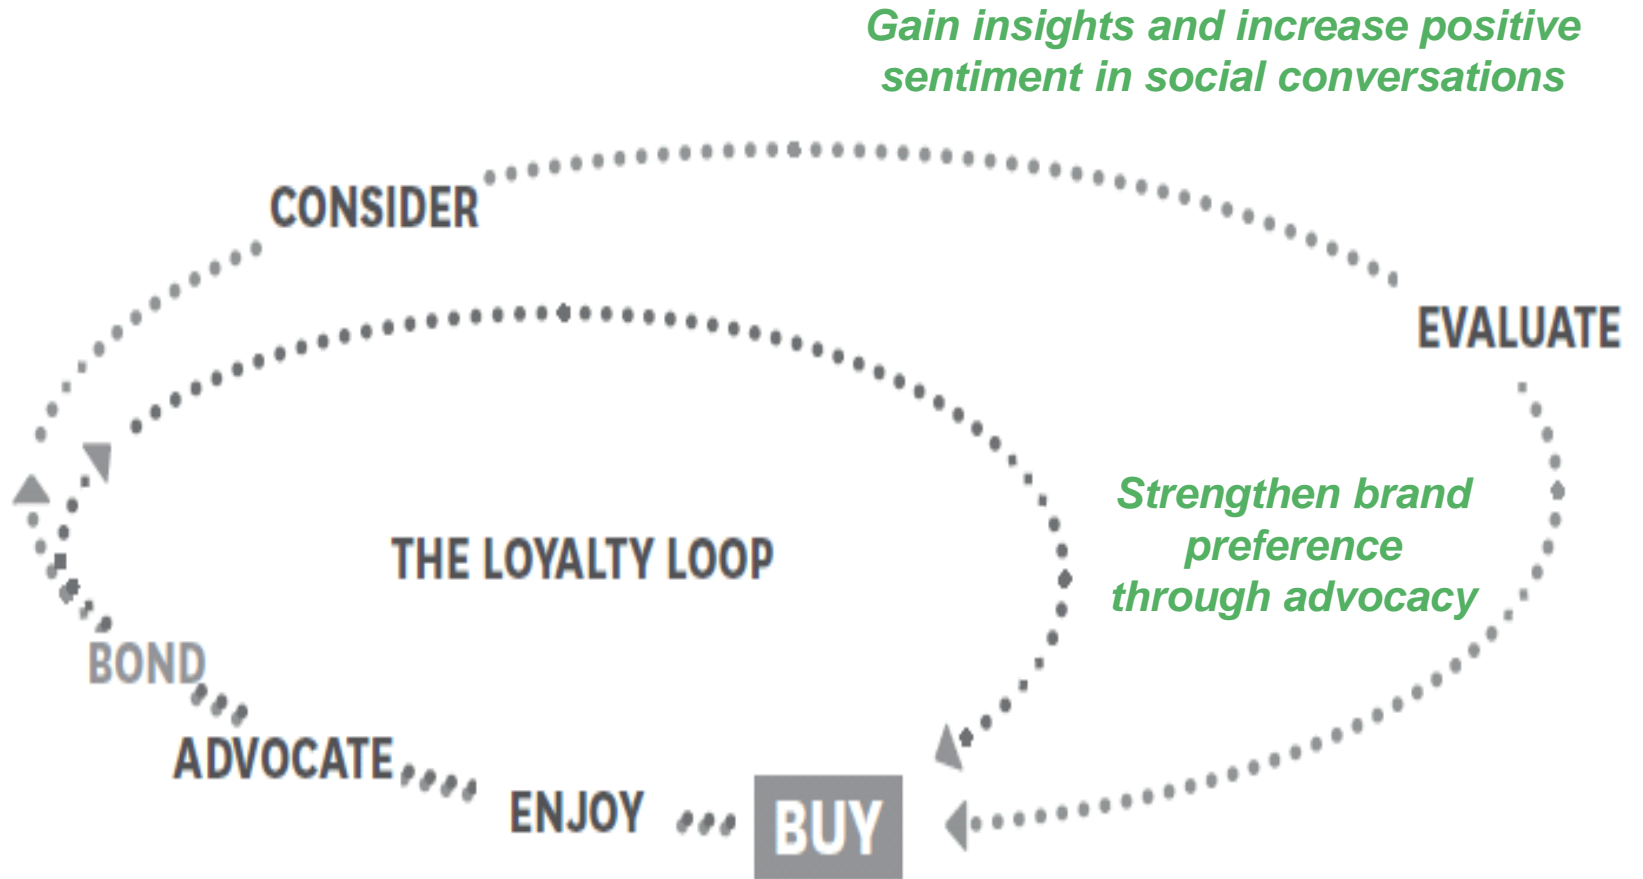 Gain insights and increase positive
sentiment in social conversations
CONSIDER
EVALUATE
Strengthen brand
preference
through advocacy
THE LOYALTY LOOP
BOND
ADVOCATE
ENJOY
BUY